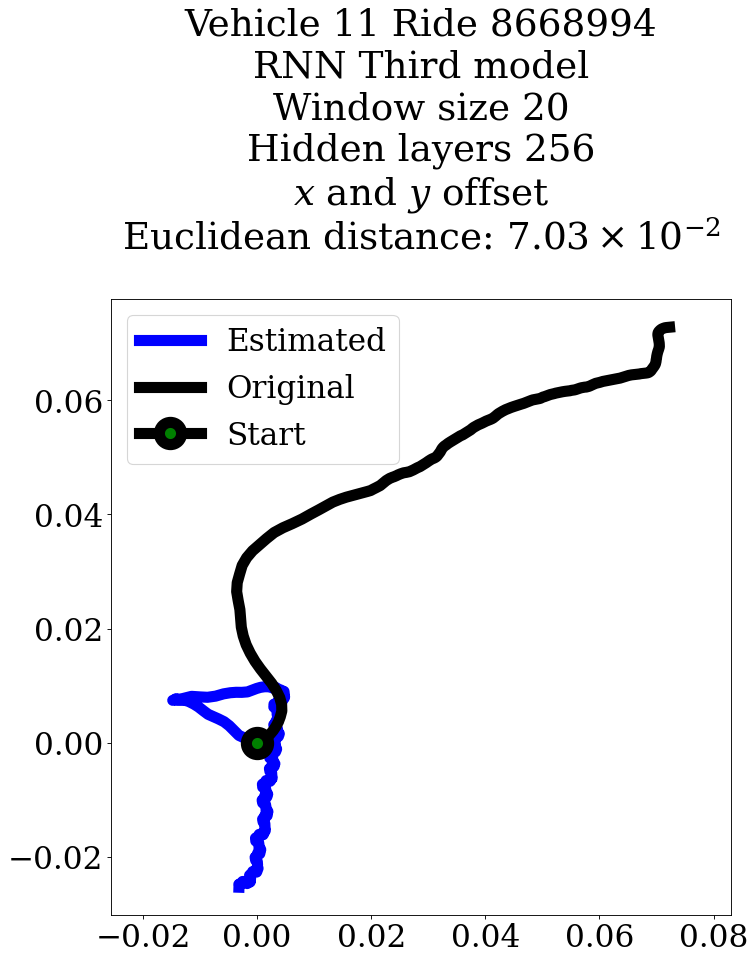 Vehicle 11 Ride 8668994
RNN Third model
Window size 20
Hidden layers 256
x and y offset
Euclidean distance: 7.03 × 10⁻²
Estimated
Original
Start
0.06
0.04
0.02
0.00
−0.02
−0.02 0.00 0.02 0.04 0.06 0.08